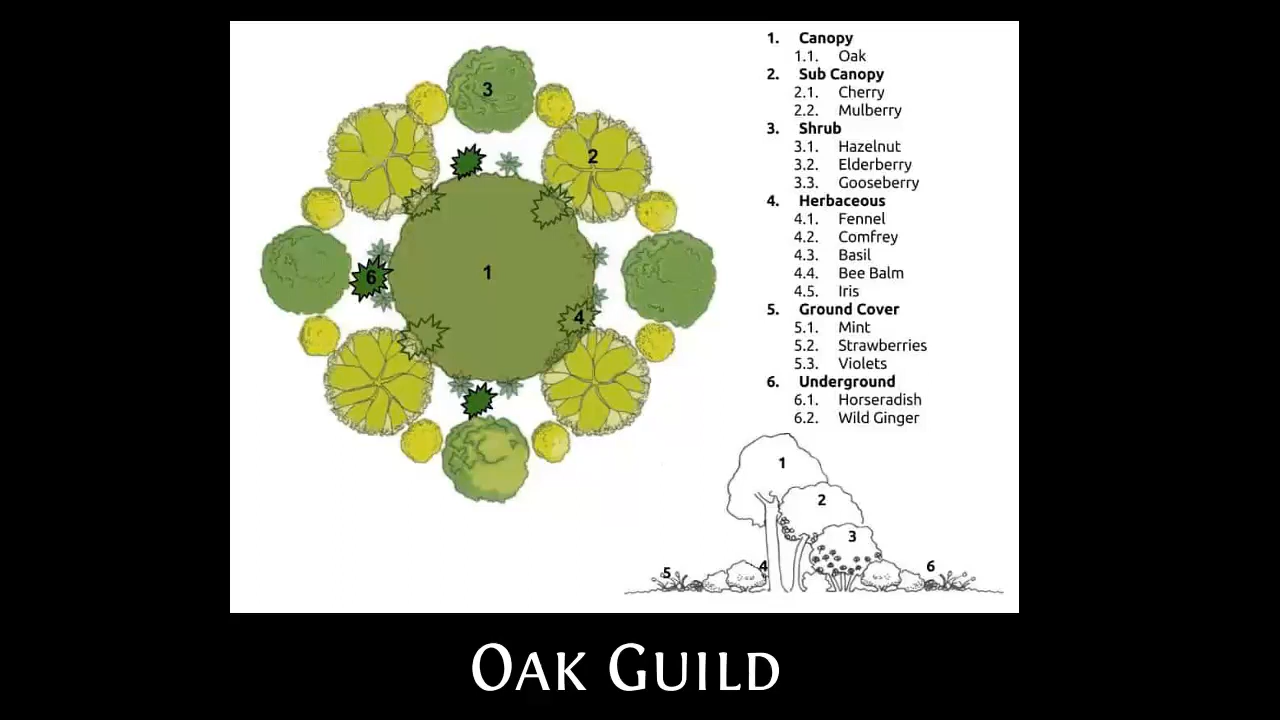 3
2
6
1
4
1. Canopy
1.1. Oak
2. Sub Canopy
2.1. Cherry
2.2. Mulberry
3. Shrub
3.1. Hazelnut
3.2. Elderberry
3.3. Gooseberry
4. Herbaceous
4.1. Fennel
4.2. Comfrey
4.3. Basil
4.4. Bee Balm
4.5. Iris
5. Ground Cover
5.1. Mint
5.2. Strawberries
5.3. Violets
6. Underground
6.1. Horseradish
6.2. Wild Ginger
1
2
3
5
4
6
Oak Guild